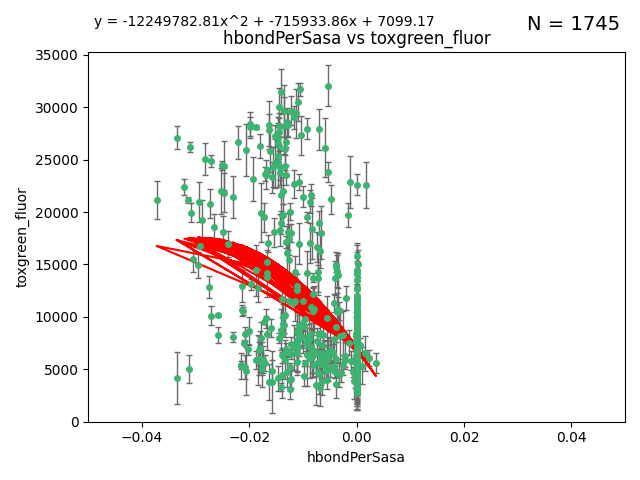 y = -12249782.81x^2 + -715933.86x + 7099.17
N = 1745
hbondPerSasa vs toxgreen_fluor
35000
30000
25000
20000
15000
10000
5000
0
toxgreen_fluor
−0.04
−0.02
0.00
0.02
0.04
hbondPerSasa